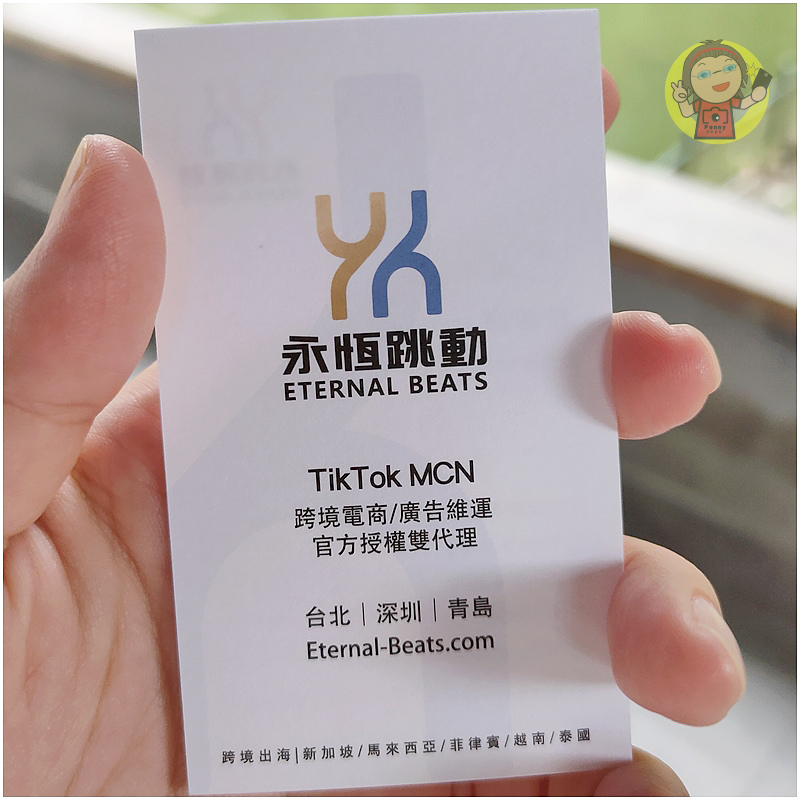 Penny
永恆跳動
ETERNAL BEATS
TikTok MCN
跨境電商/廣告維運
官方授權雙代理
台北｜深圳｜青島
Eternal-Beats.com
跨境出海|新加坡/馬來西亞/菲律賓/越南/泰國